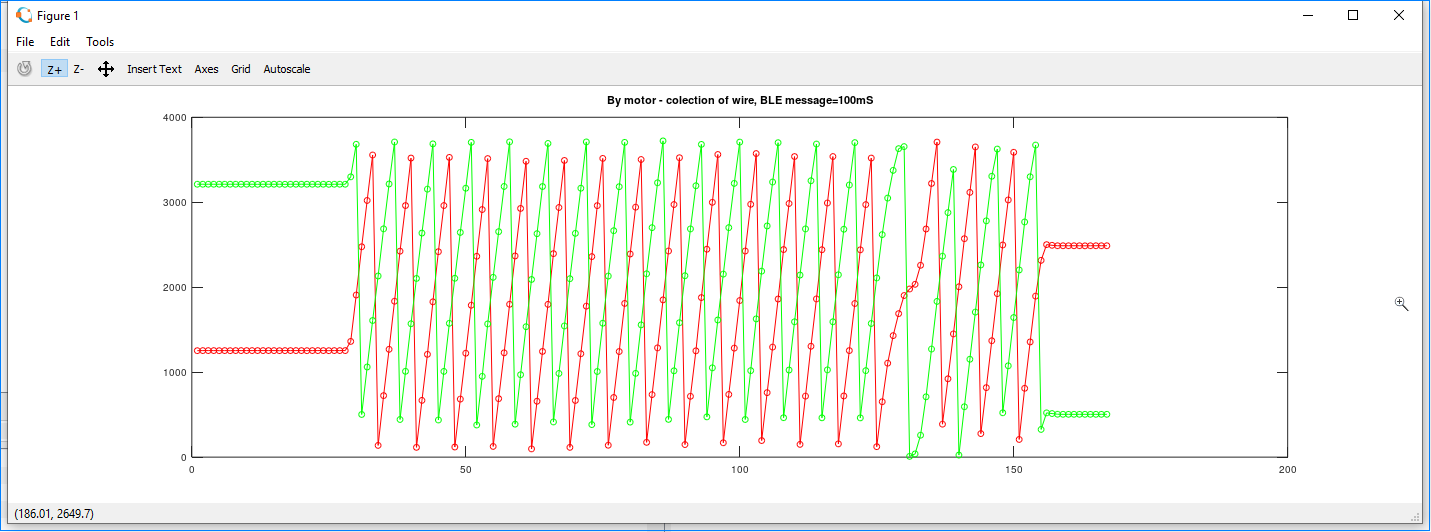 Figure 1
File Edit Tools
Z+ Z- Insert Text Axes Grid Autoscale
By motor - colection of wire, BLE message=100mS
4000
3000
2000
1000
0
0 50 100 150 200
(186.01, 2649.7)